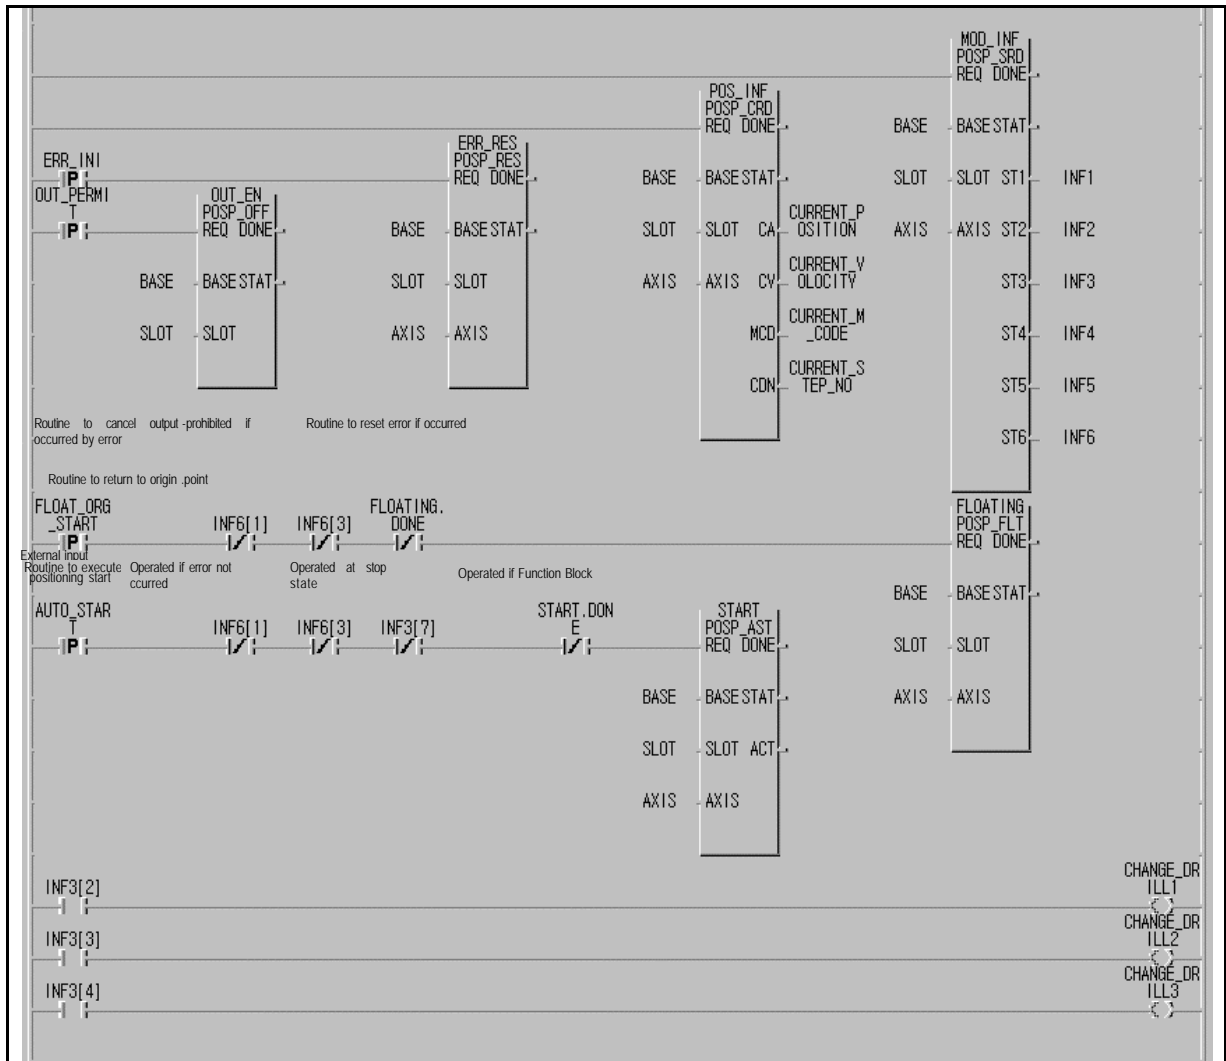 MOD_INF
POSP_SRD
REQ DONE
POS_INF
POSP_CRD
REQ DONE
BASE
BASE STAT
ERR_RES
POSP_RES
REQ DONE
ERR_INI
P
BASE
BASE STAT
SLOT
SLOT ST1
INF1
OUT_PERMI
T
P
OUT_EN
POSP_OFF
REQ DONE
BASE
BASE STAT
SLOT
SLOT CA
CURRENT_P
OSITION
AXIS
AXIS ST2
INF2
BASE
BASE STAT
SLOT
SLOT
AXIS
AXIS CV
CURRENT_V
OLOCITY
ST3
INF3
SLOT
SLOT
AXIS
AXIS
MCD
CURRENT_M
_CODE
ST4
INF4
CDN
CURRENT_S
TEP_NO
ST5
INF5
Routine to cancel output -prohibited if
occurred by error
Routine to reset error if occurred
ST6
INF6
Routine to return to origin .point
FLOAT_ORG
_START
P
INF6[1]
INF6[3]
FLOATING.
DONE
FLOATING
POSP_FLT
REQ DONE
External input
Routine to execute
positioning start
Operated if error not
ccurred
Operated at stop
state
Operated if Function Block
BASE
BASE STAT
AUTO_STAR
T
P
INF6[1]
INF6[3]
INF3[7]
START.DON
E
START
POSP_AST
REQ DONE
SLOT
SLOT
BASE
BASE STAT
AXIS
AXIS
SLOT
SLOT ACT
AXIS
AXIS
INF3[2]
CHANGE_DR
ILL1
INF3[3]
CHANGE_DR
ILL2
INF3[4]
CHANGE_DR
ILL3